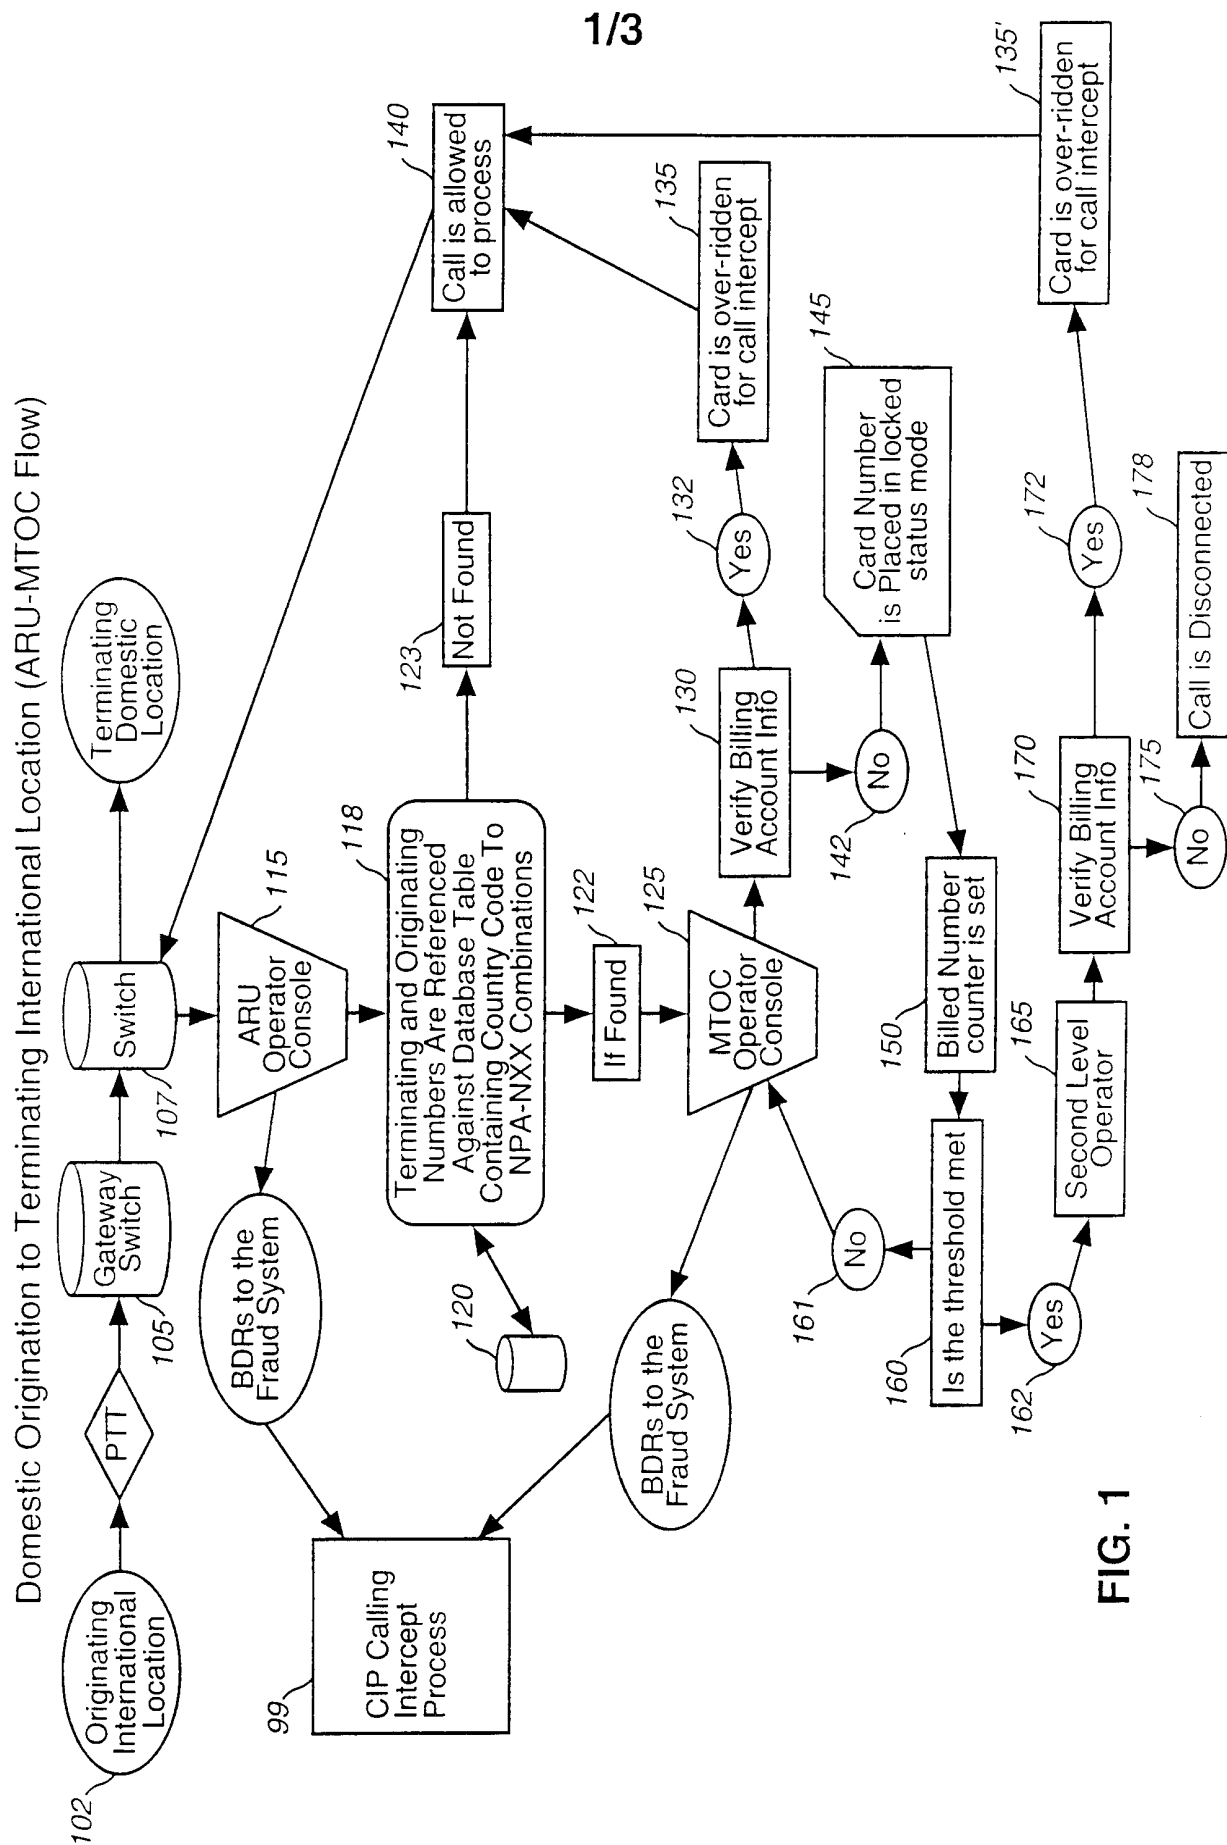 1/3
Domestic Origination to Terminating International Location (ARU-MTOC Flow)
102
Originating
International
Location
PTT
105
Gateway
Switch
107
Switch
Terminating
Domestic
Location
115
ARU
Operator
Console
BDRs to the
Fraud System
99
CIP Calling
Intercept
Process
118
Terminating and Originating
Numbers Are Referenced
Against Database Table
Containing Country Code To
NPA-NXX Combinations
120
123
Not Found
140
Call is allowed
to process
122
If Found
125
MTOC
Operator
Console
BDRs to the
Fraud System
130
Verify Billing
Account Info
132
Yes
135
Card is over-ridden
for call intercept
142
No
145
Card Number
is Placed in locked
status mode
150
Billed Number
counter is set
160
Is the threshold met
161
No
162
Yes
165
Second Level
Operator
170
Verify Billing
Account Info
172
Yes
135'
Card is over-ridden
for call intercept
175
No
178
Call is Disconnected
FIG. 1